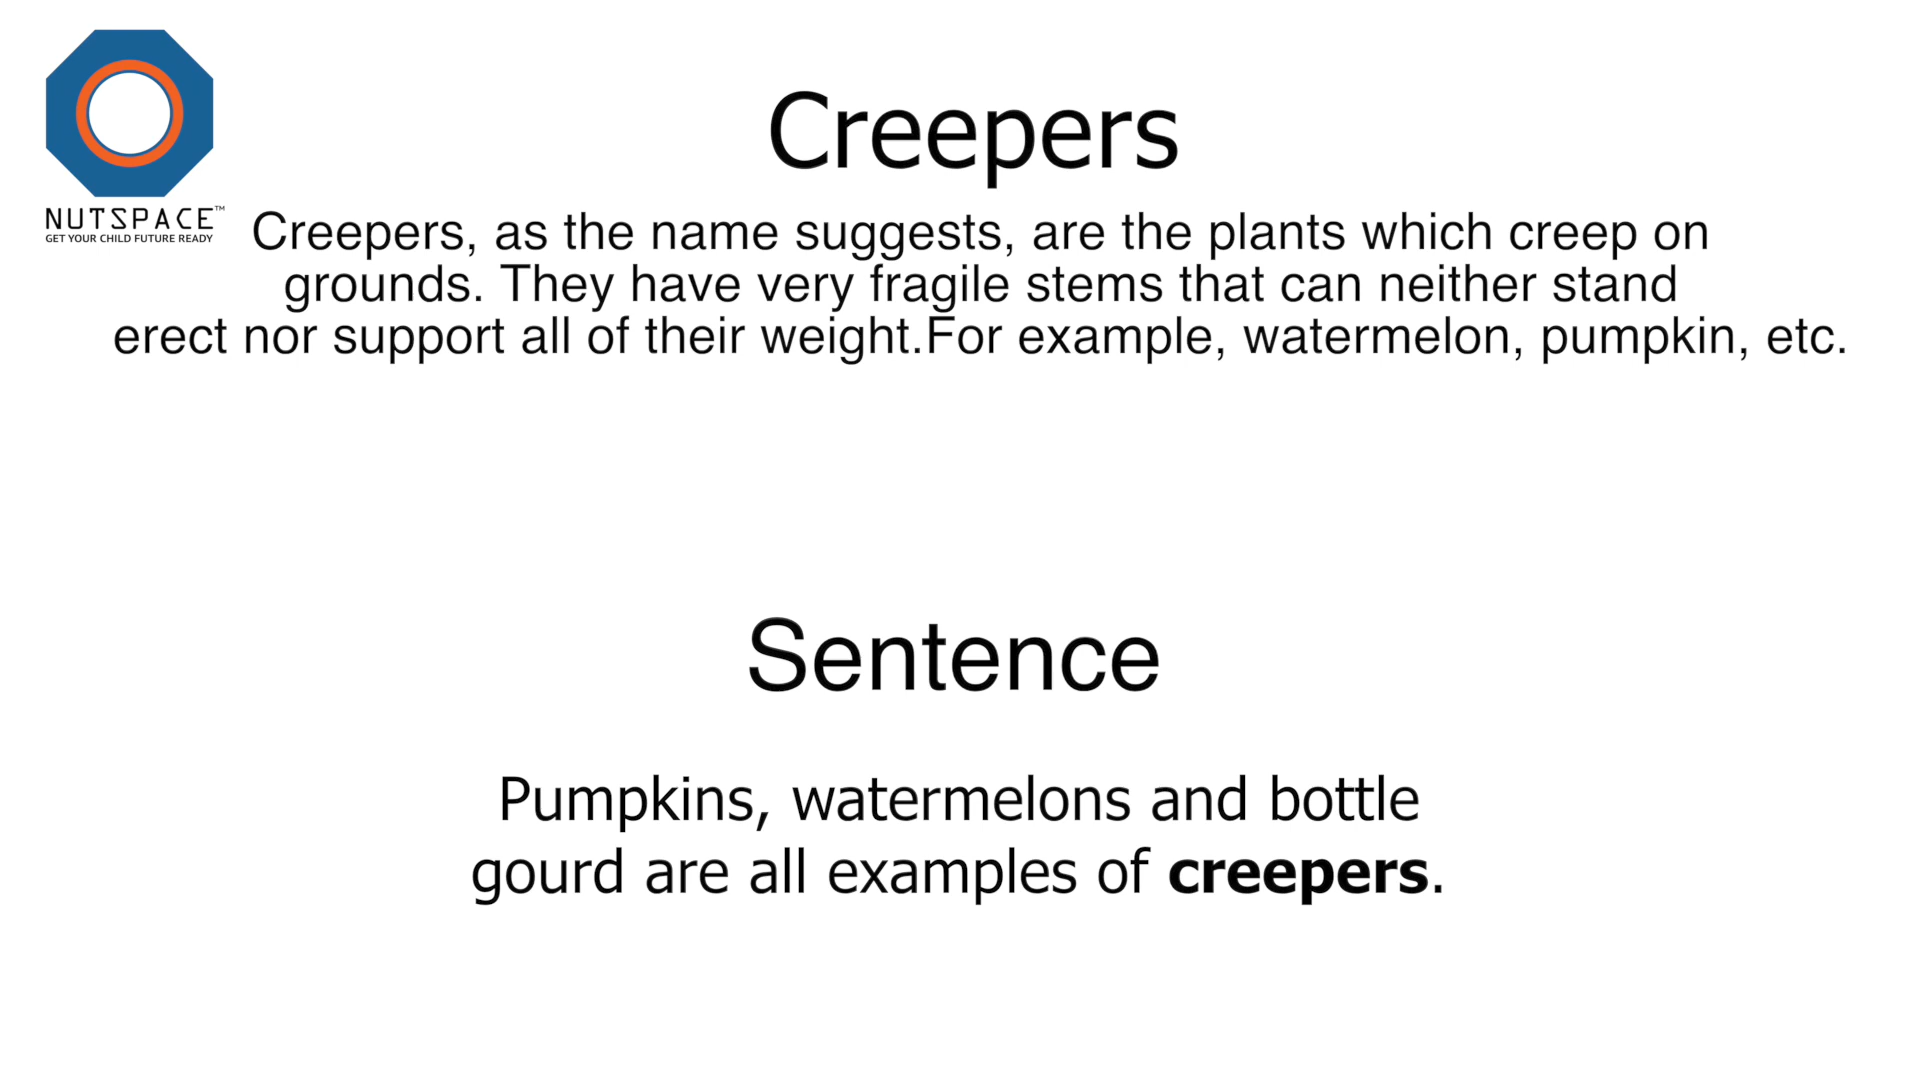 NUTSPACE™
GET YOUR CHILD FUTURE READY
Creepers
Creepers, as the name suggests, are the plants which creep on
grounds. They have very fragile stems that can neither stand
erect nor support all of their weight.For example, watermelon, pumpkin, etc.
Sentence
Pumpkins, watermelons and bottle
gourd are all examples of creepers.